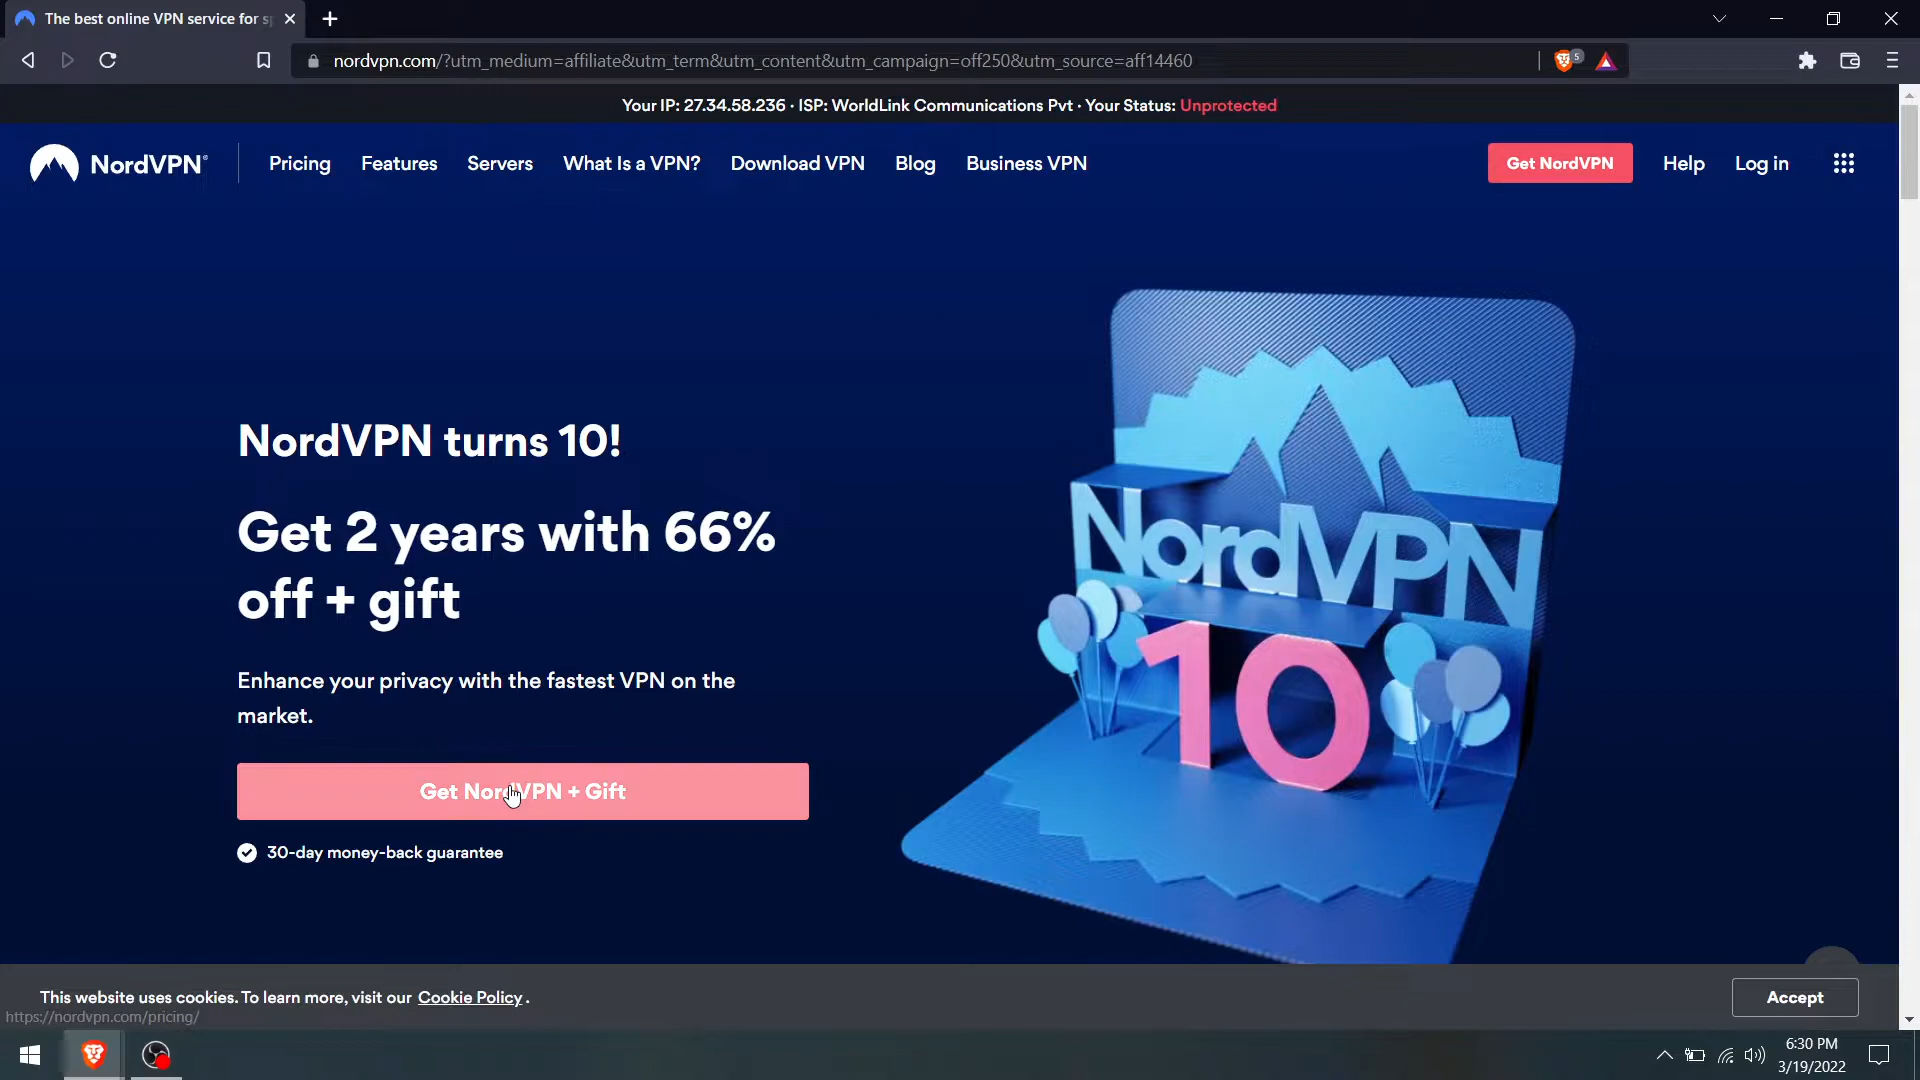 The best online VPN service for s
nordvpn.com/?utm_medium=affiliate&utm_term&utm_content&utm_campaign=off250&utm_source=aff14460
5
Your IP: 27.34.58.236 · ISP: WorldLink Communications Pvt · Your Status: Unprotected
NordVPN® Pricing Features Servers What Is a VPN? Download VPN Blog Business VPN Get NordVPN Help Log in
NordVPN turns 10!
Get 2 years with 66%
off + gift
Enhance your privacy with the fastest VPN on the
market.
Get NordVPN + Gift
30-day money-back guarantee
NordVPN
10
This website uses cookies. To learn more, visit our Cookie Policy.
Accept
https://nordvpn.com/pricing/
6:30 PM
3/19/2022